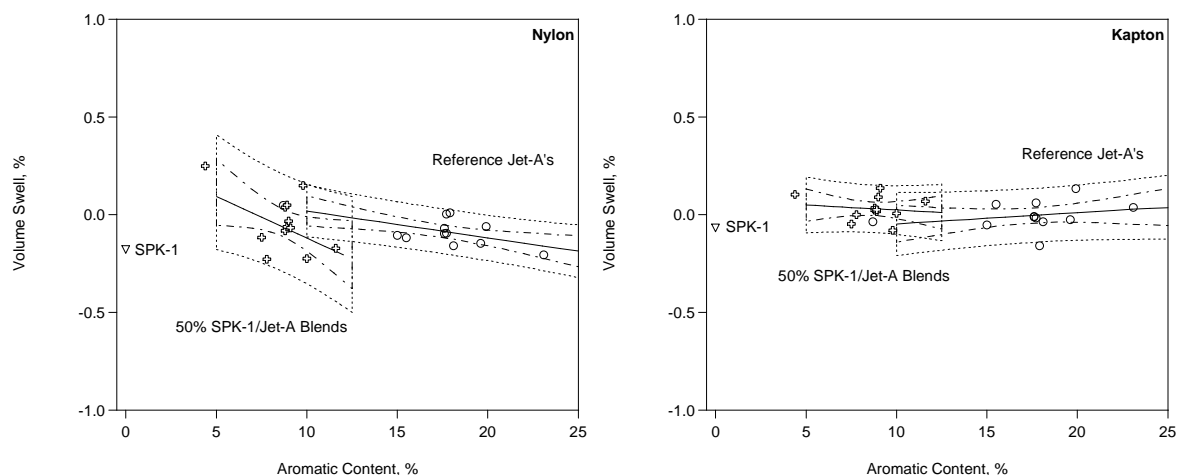 Nylon
1.0
0.5
0.0
-0.5
-1.0
Volume Swell, %
Reference Jet-A's
SPK-1
50% SPK-1/Jet-A Blends
0
5
10
15
20
25
Aromatic Content, %
Kapton
1.0
0.5
0.0
-0.5
-1.0
Volume Swell, %
Reference Jet-A's
SPK-1
50% SPK-1/Jet-A Blends
0
5
10
15
20
25
Aromatic Content, %